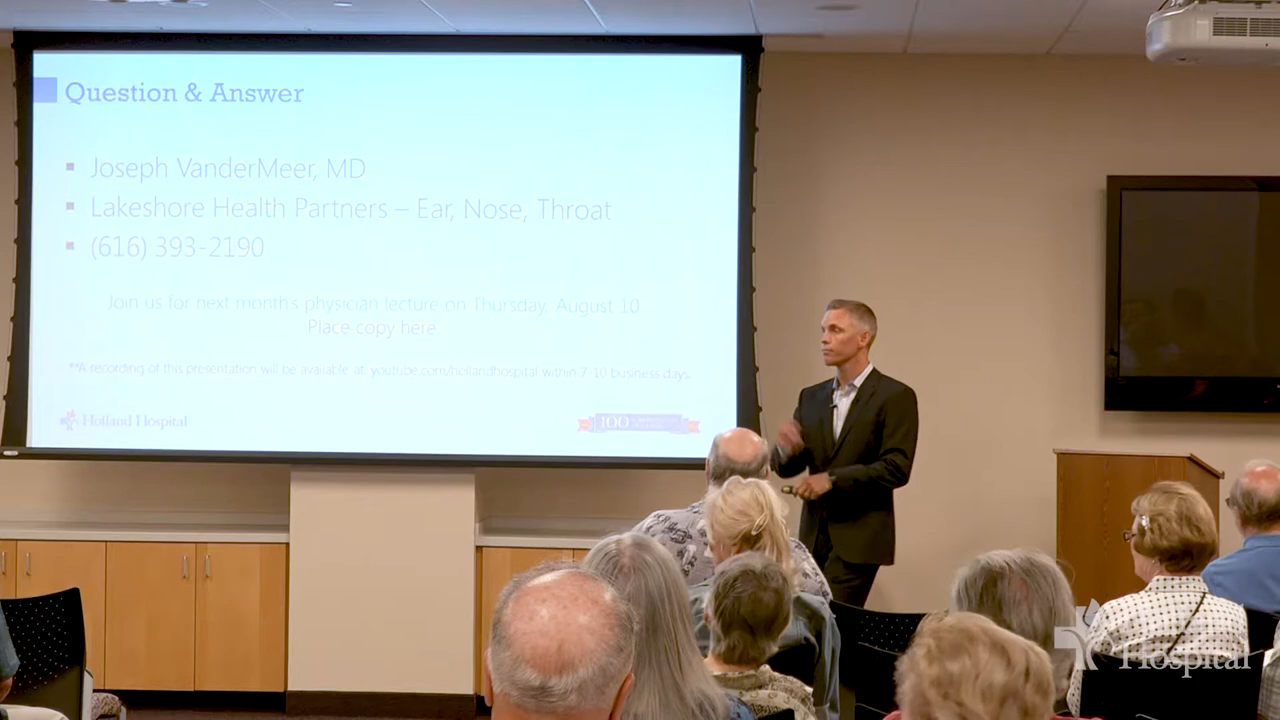 Question & Answer
Joseph VanderMeer, MD
Lakeshore Health Partners – Ear, Nose, Throat
(616) 393-2190
Join us for next month's physician lecture on Thursday, August 10
Place copy here
**A recording of this presentation will be available at: youtube.com/hollandhospital within 7-10 business days.
Holland Hospital
100
Hospital